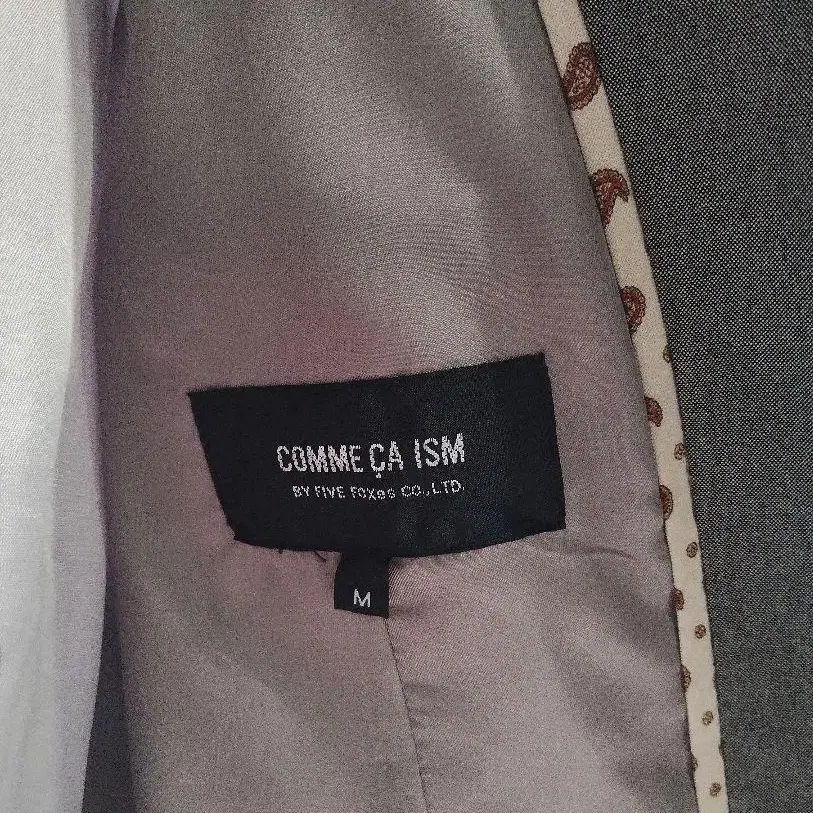 COMME ÇA ISM
BY FIVE FOXes CO.,LTD.
M